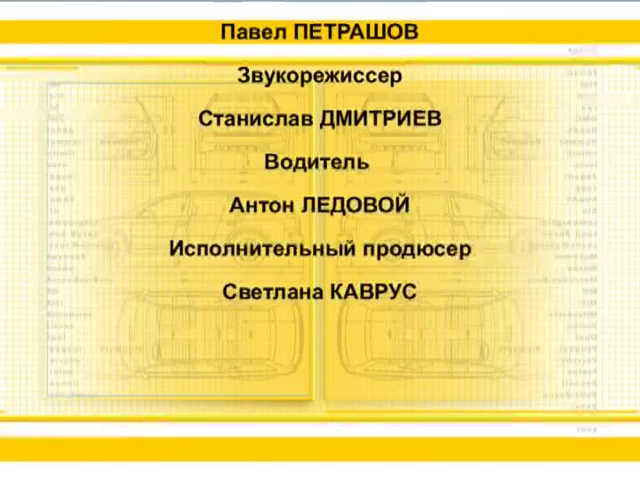 Павел ПЕТРАШОВ
Звукорежиссер
Станислав ДМИТРИЕВ
Водитель
Антон ЛЕДОВОЙ
Исполнительный продюсер
Светлана КАВРУС